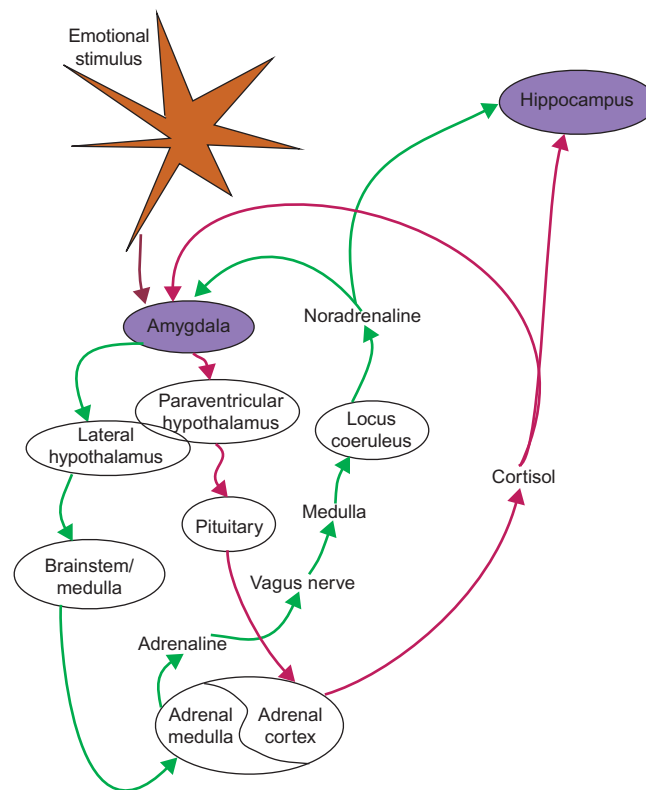 Emotional
stimulus
Hippocampus
Noradrenaline
Amygdala
Paraventricular
hypothalamus
Lateral
hypothalamus
Locus
coeruleus
Cortisol
Medulla
Pituitary
Brainstem/
medulla
Vagus nerve
Adrenaline
Adrenal
medulla
Adrenal
cortex